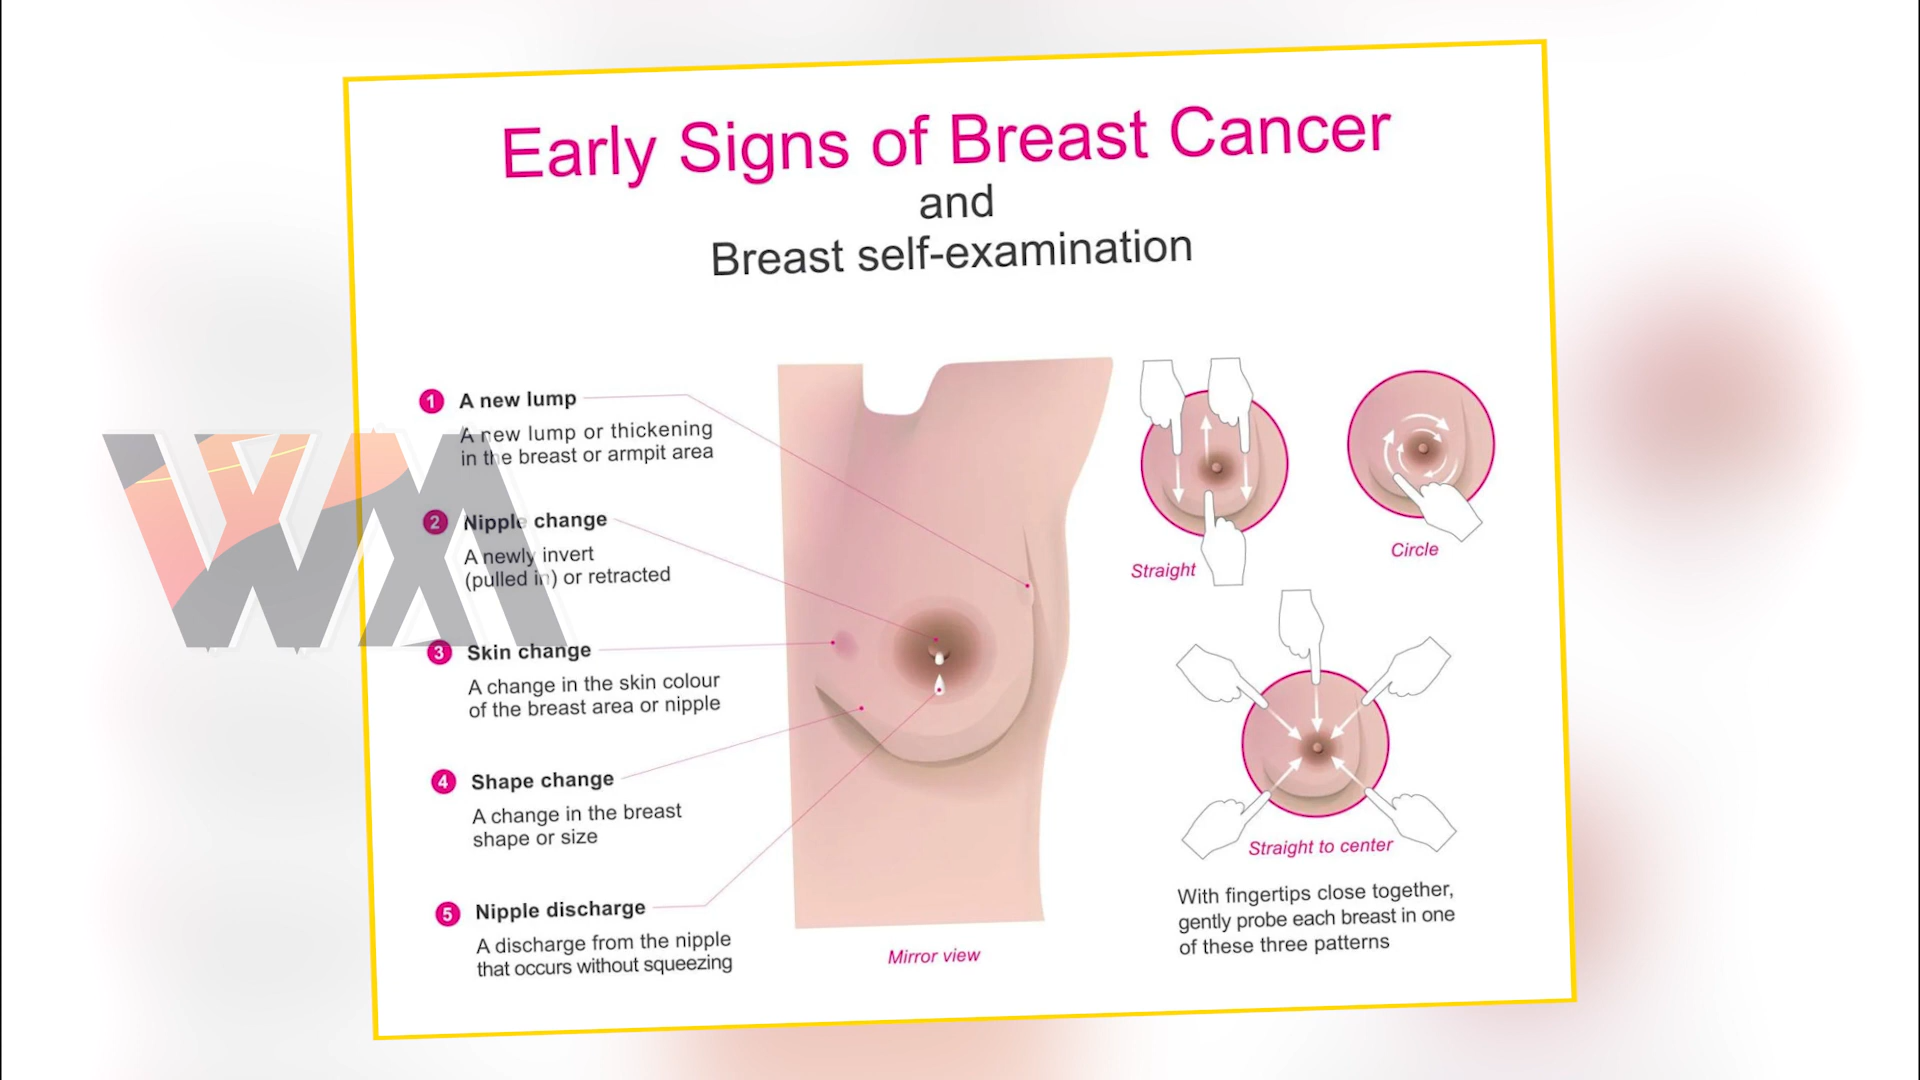 Early Signs of Breast Cancer
and
Breast self-examination
1 A new lump
A new lump or thickening
in the breast or armpit area
2 Nipple change
A newly invert
(pulled in) or retracted
3 Skin change
A change in the skin colour
of the breast area or nipple
4 Shape change
A change in the breast
shape or size
5 Nipple discharge
A discharge from the nipple
that occurs without squeezing
Mirror view
Straight
Circle
Straight to center
With fingertips close together,
gently probe each breast in one
of these three patterns
WM